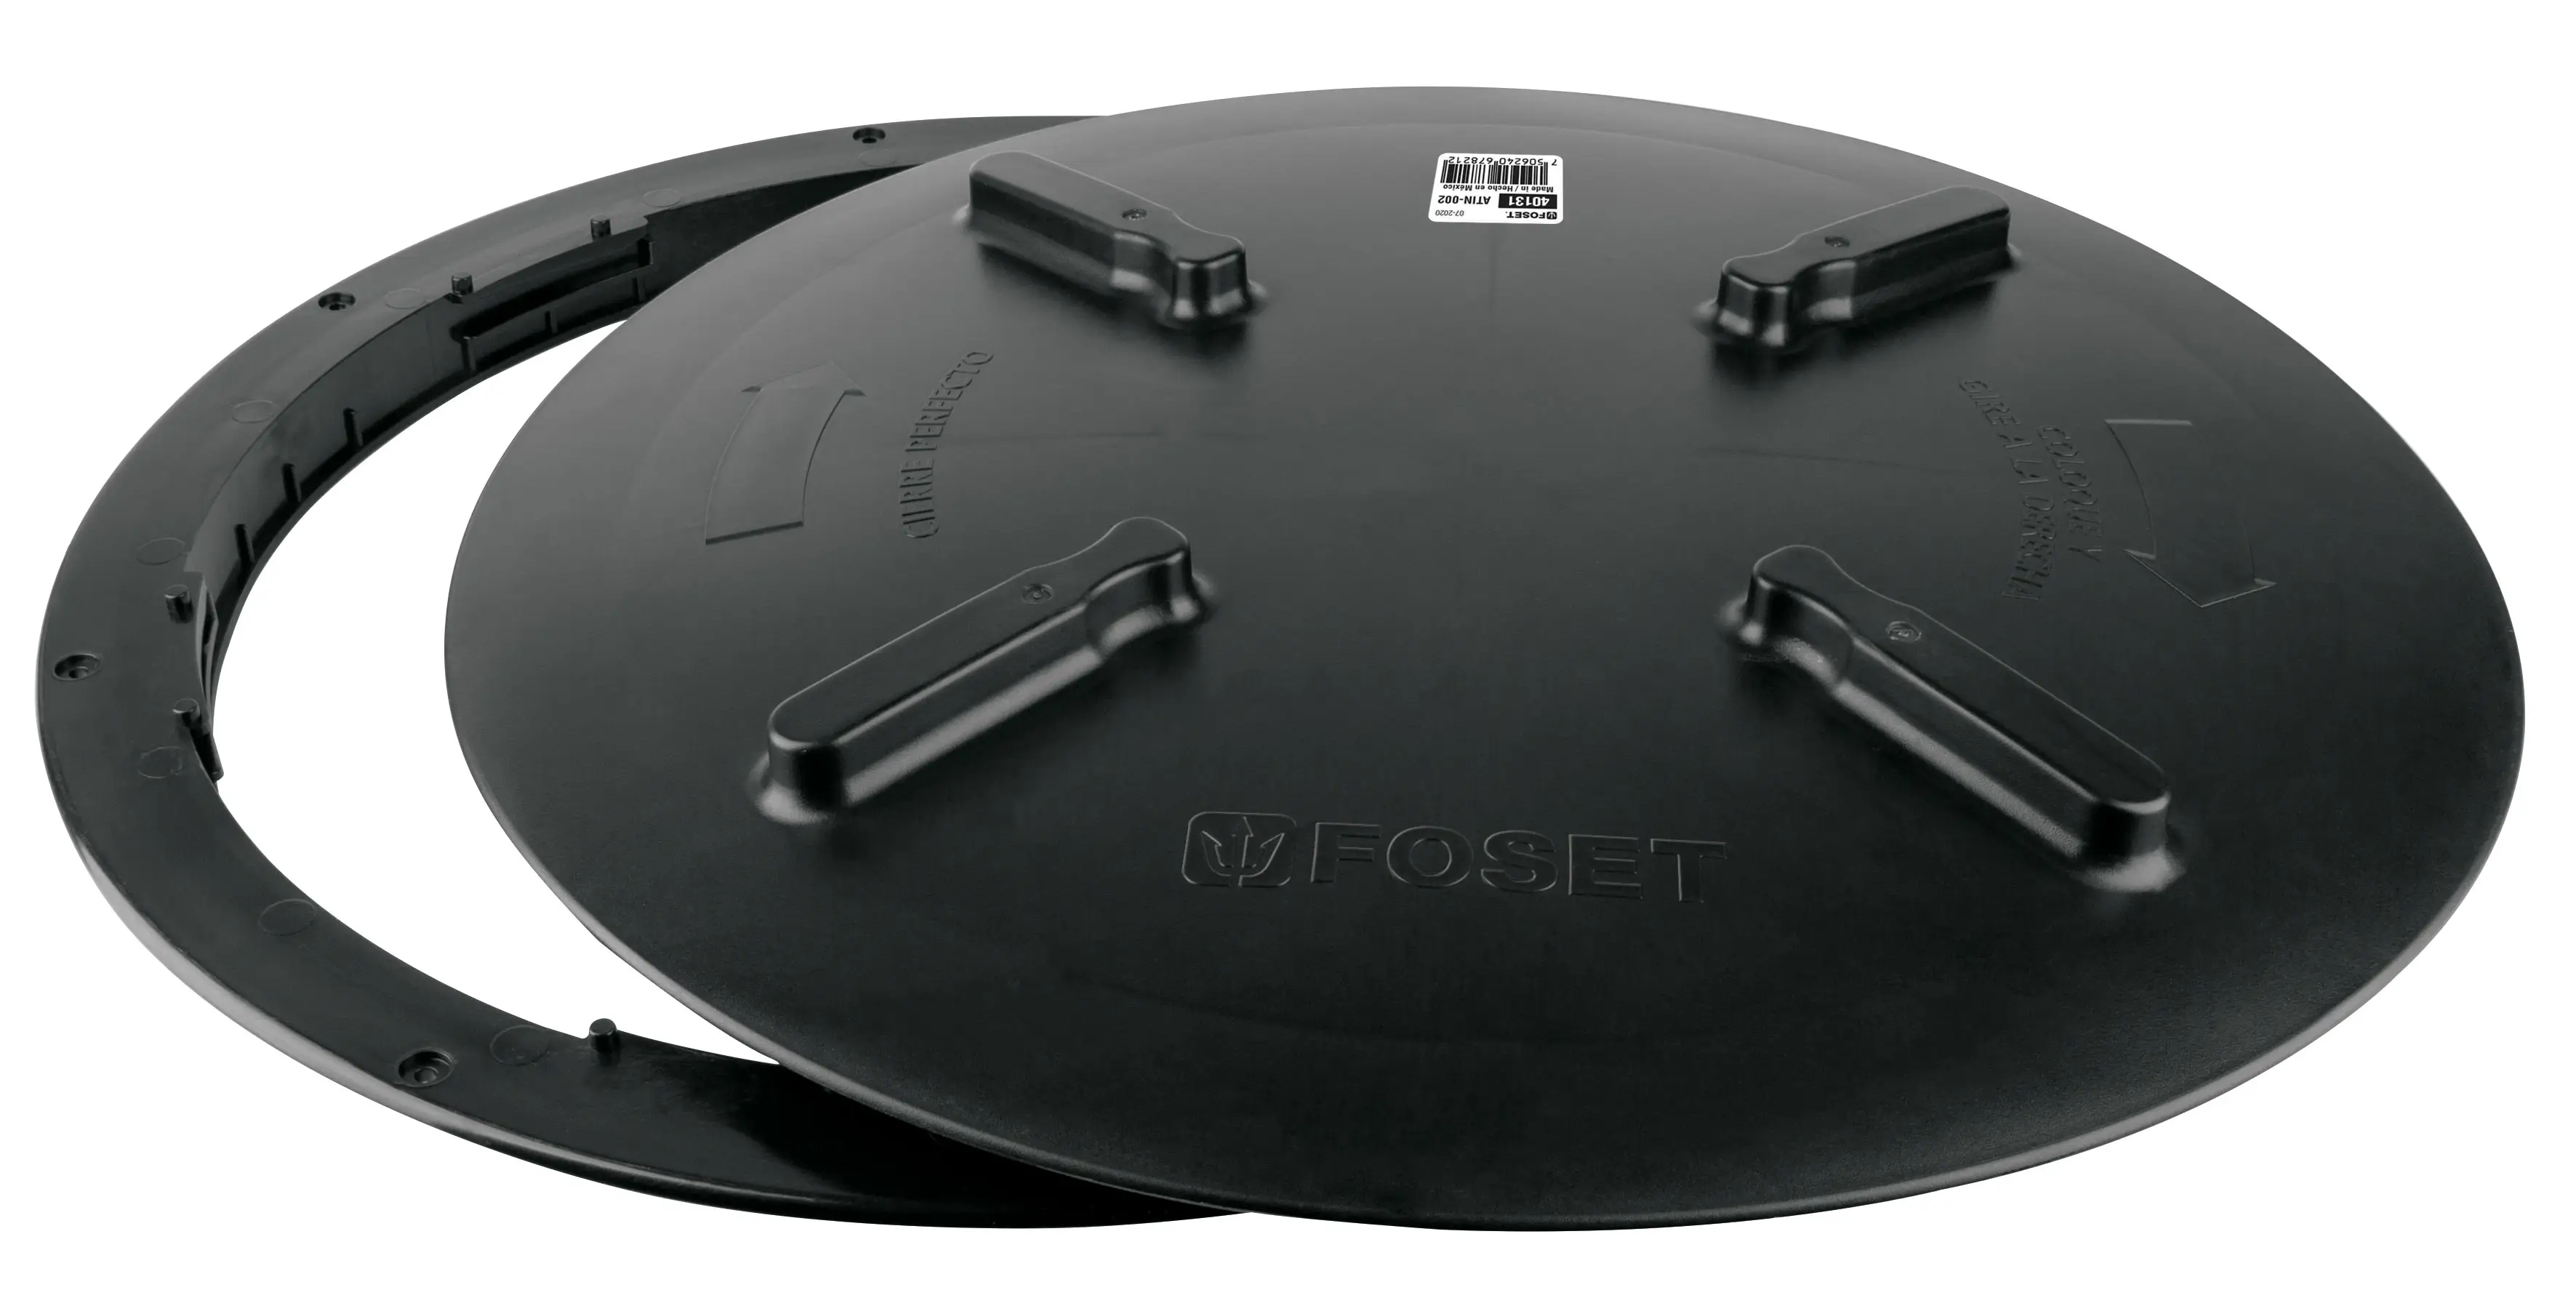 FOSET. 07-2020
40131 ATIN-002
Made in / Hecho en México
7 506240 678212
CIERRE PERFECTO
COLOQUE Y
GIRE A LA DERECHA
FOSET